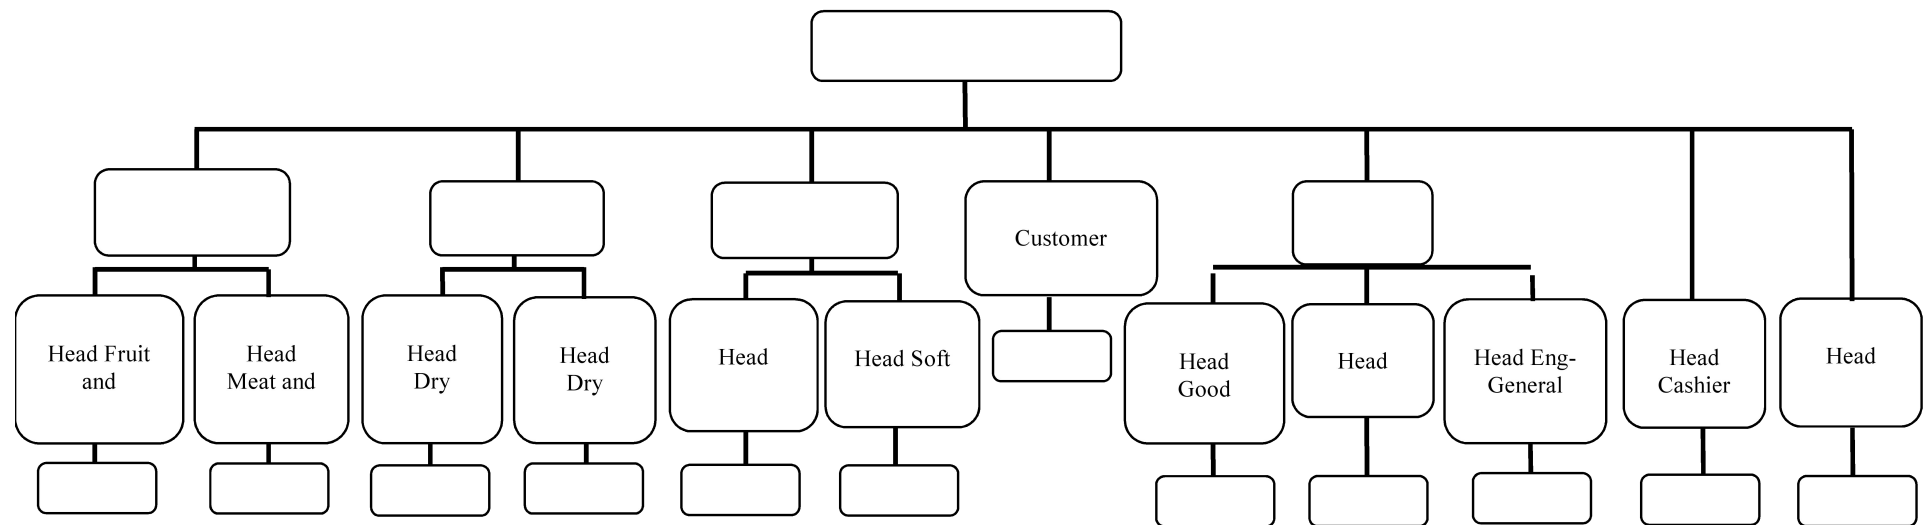 Customer
Head Fruit
and
Head
Meat and
Head
Dry
Head
Dry
Head
Head Soft
Head
Good
Head
Head Eng-
General
Head
Cashier
Head